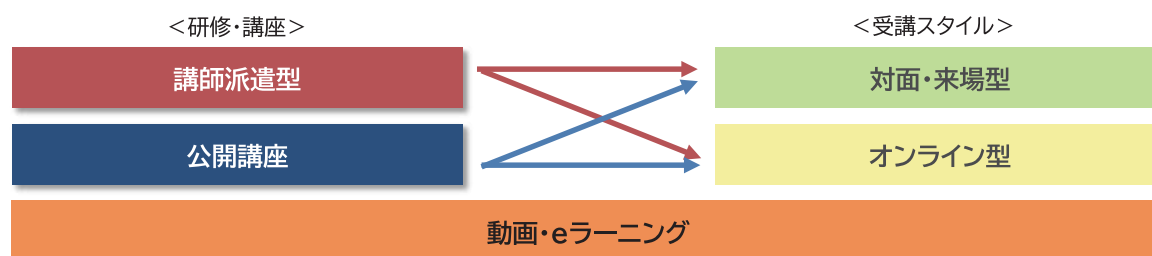 ＜研修・講座＞
＜受講スタイル＞
講師派遣型
対面・来場型
公開講座
オンライン型
動画・eラーニング